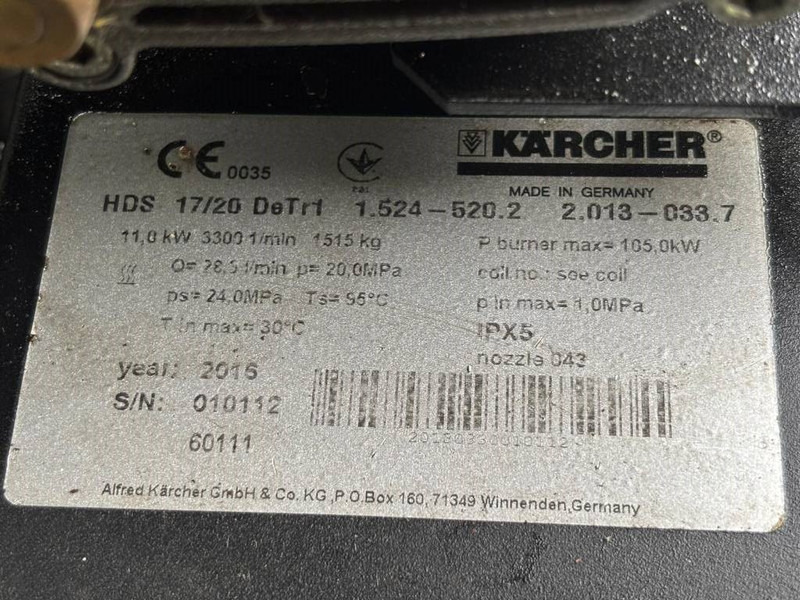 CE 0035
KÄRCHER®
MADE IN GERMANY
HDS 17/20 DeTr1 1.524-520.2 2.013-033.7
11,0 kW 3300 1/min 1515 kg
P burner max= 105,0kW
l/min p= 20,0MPa
coil no.: see coil
ps= 24,0MPa Ts= 95°C
p in max= 1,0MPa
T in max= 30°C
IPX5
nozzle 043
year:
S/N: 010112
60111
Alfred Kärcher GmbH & Co. KG ,P.O.Box 160, 71349 Winnenden,Germany